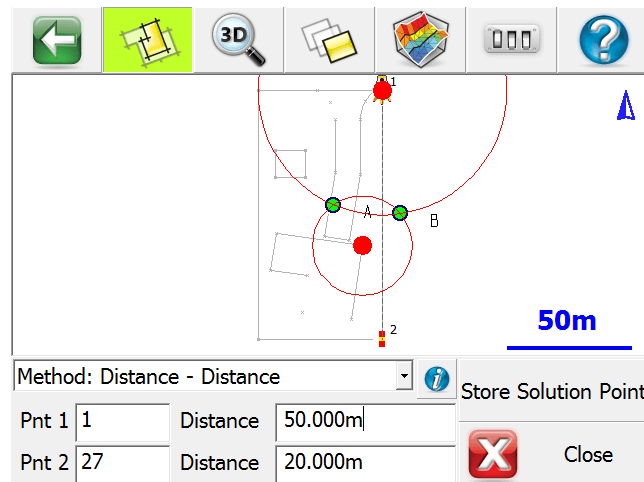 3D
1
A
B
50m
2
Method: Distance - Distance
Store Solution Point
Pnt 1 1 Distance 50.000m
Pnt 2 27 Distance 20.000m
Close